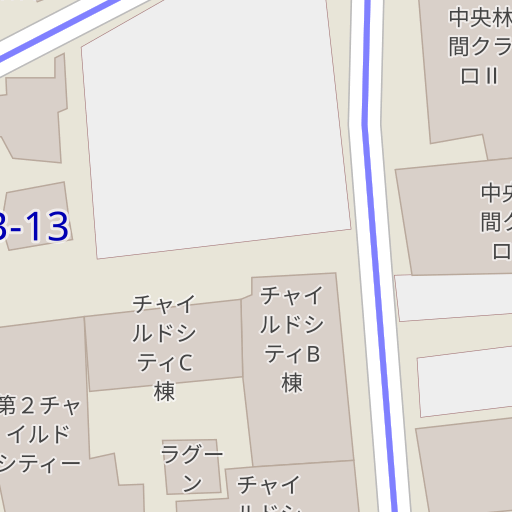 中央林
間クラ
ロⅡ
中央
間ク
ロ
3-13
チャイ
ルドシ
ティC
棟
チャイ
ルドシ
ティB
棟
第２チャ
イルド
シティー
ラグー
ン
チャイ
ルドシ